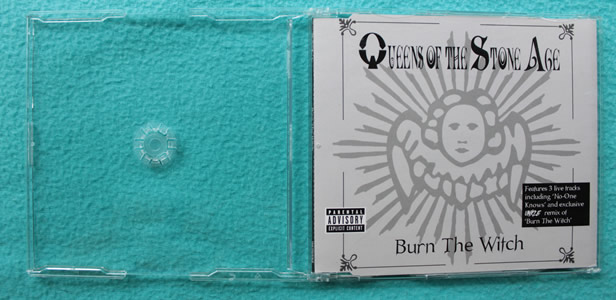 Queens of the Stone Age
Features 3 live tracks
including 'No-One
Knows' and exclusive
UNKLE remix of
'Burn The Witch'
PARENTAL
ADVISORY
EXPLICIT CONTENT
Burn The Witch